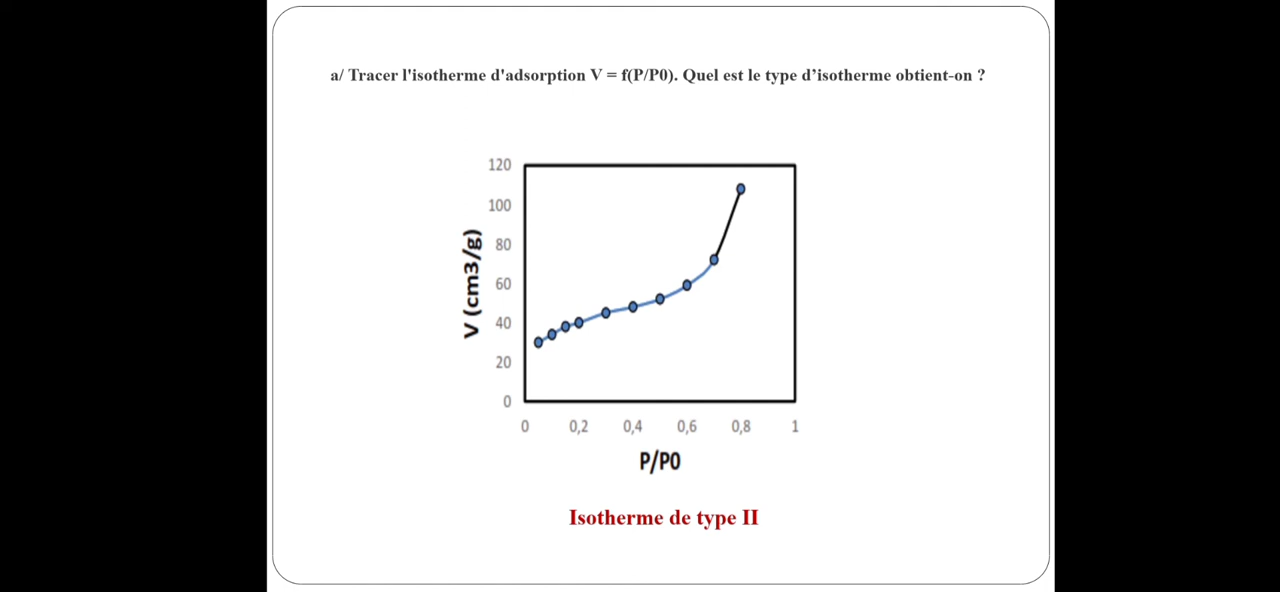 a/ Tracer l'isotherme d'adsorption V = f(P/P0). Quel est le type d’isotherme obtient-on ?
120
100
80
60
40
20
0
V (cm3/g)
0 0,2 0,4 0,6 0,8 1
P/P0
Isotherme de type II